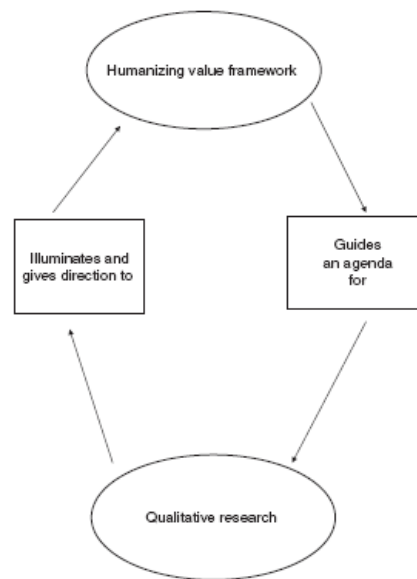 Humanizing value framework
Illuminates and
gives direction to
Guides
an agenda
for
Qualitative research